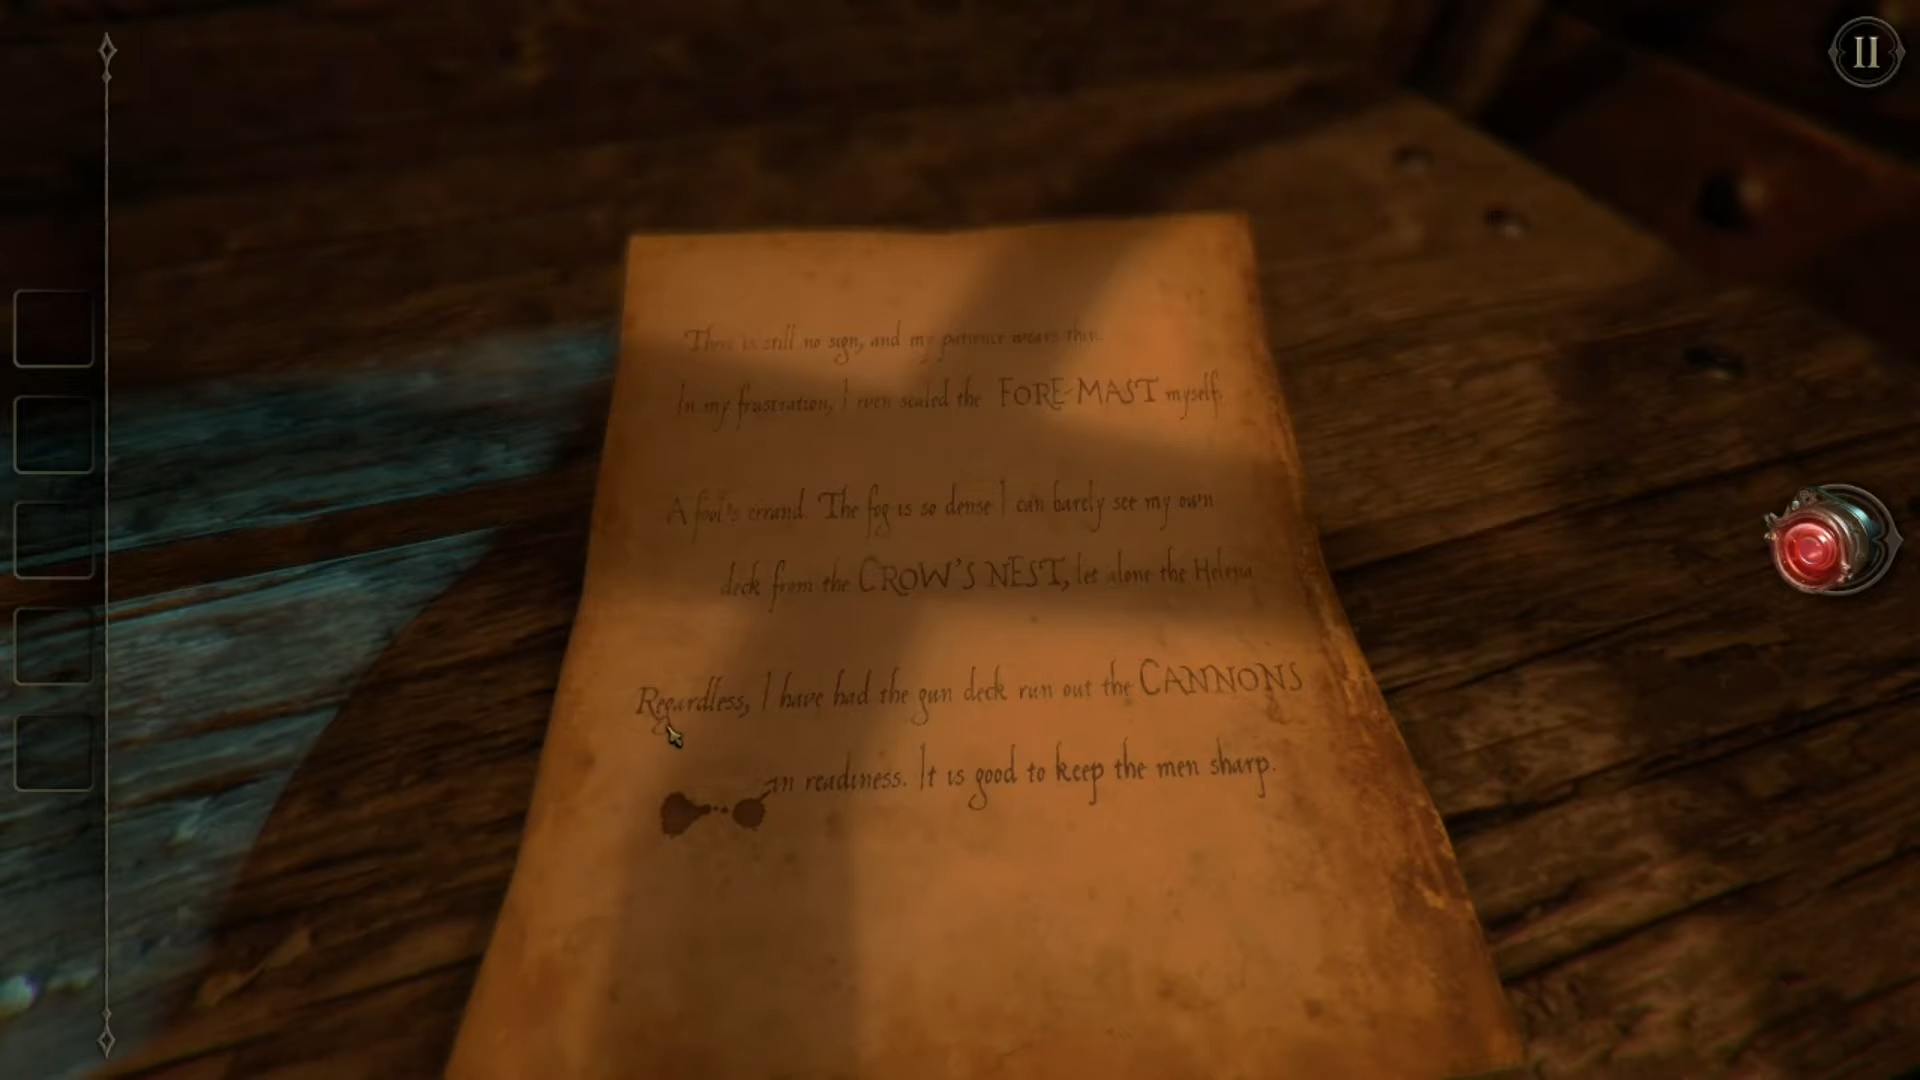 There is still no sign, and my patience wears thin.
In my frustration, I even scaled the FORE-MAST myself.
A fool's errand. The fog is so dense I can barely see my own
deck from the CROW'S NEST, let alone the Helena
Regardless, I have had the gun deck run out the CANNONS
in readiness. It is good to keep the men sharp.